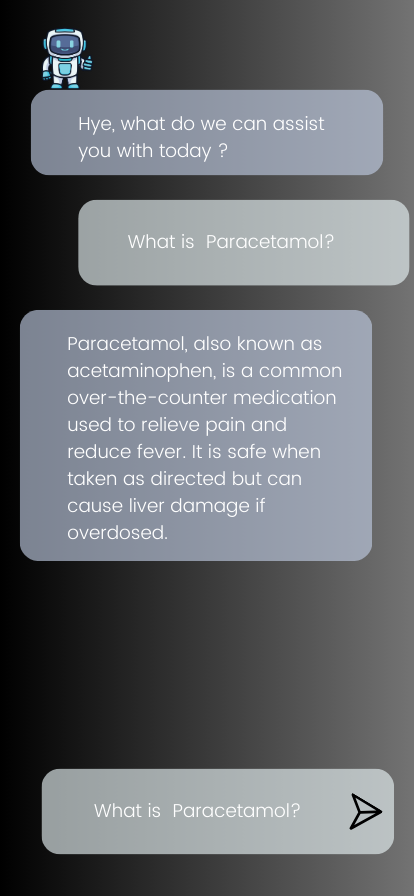 Hye, what do we can assist
you with today ?
What is  Paracetamol?
Paracetamol, also known as
acetaminophen, is a common
over-the-counter medication
used to relieve pain and
reduce fever. It is safe when
taken as directed but can
cause liver damage if
overdosed.
What is  Paracetamol?